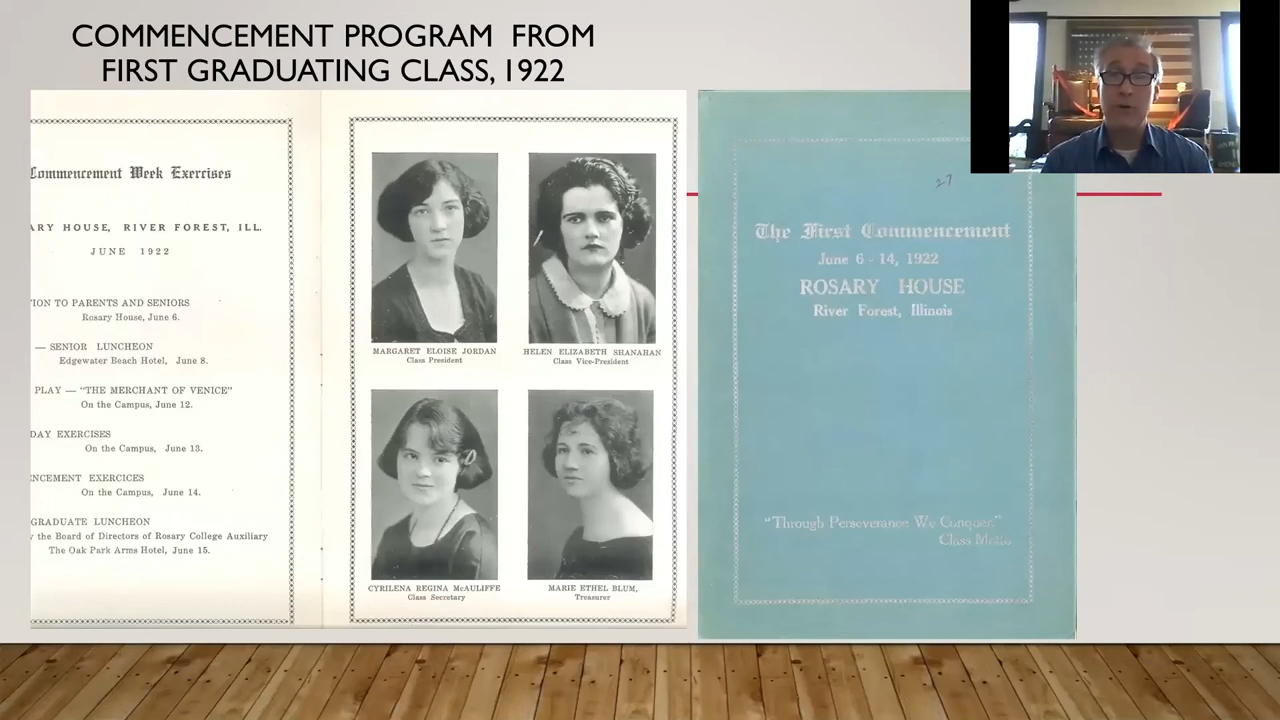 COMMENCEMENT PROGRAM FROM
FIRST GRADUATING CLASS, 1922
Commencement Week Exercises
ARY HOUSE, RIVER FOREST, ILL.
JUNE 1922
ION TO PARENTS AND SENIORS
Rosary House, June 6.
— SENIOR LUNCHEON
Edgewater Beach Hotel, June 8.
PLAY — "THE MERCHANT OF VENICE"
On the Campus, June 12.
DAY EXERCISES
On the Campus, June 13.
NCEMENT EXERCICES
On the Campus, June 14.
GRADUATE LUNCHEON
y the Board of Directors of Rosary College Auxiliary
The Oak Park Arms Hotel, June 15.
MARGARET ELOISE JORDAN
Class President
HELEN ELIZABETH SHANAHAN
Class Vice-President
CYRILENA REGINA McAULIFFE
Class Secretary
MARIE ETHEL BLUM,
Treasurer
27
The First Commencement
June 6 - 14, 1922
ROSARY HOUSE
River Forest, Illinois
"Through Perseverance We Conquer."
Class Motto